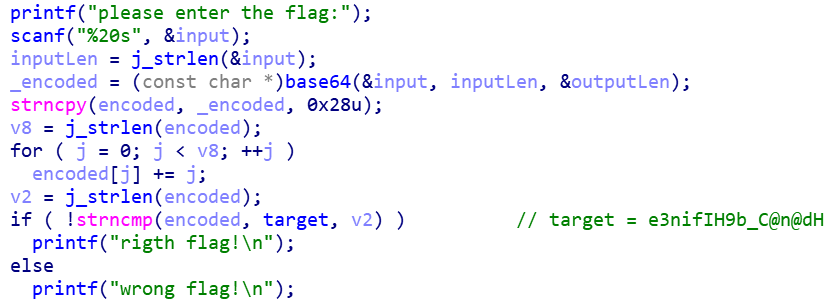 printf("please enter the flag:");
scanf("%20s", &input);
inputLen = j_strlen(&input);
_encoded = (const char *)base64(&input, inputLen, &outputLen);
strncpy(encoded, _encoded, 0x28u);
v8 = j_strlen(encoded);
for ( j = 0; j < v8; ++j )
  encoded[j] += j;
v2 = j_strlen(encoded);
if ( !strncmp(encoded, target, v2) )          // target = e3nifIH9b_C@n@dH
  printf("rigth flag!\n");
else
  printf("wrong flag!\n");